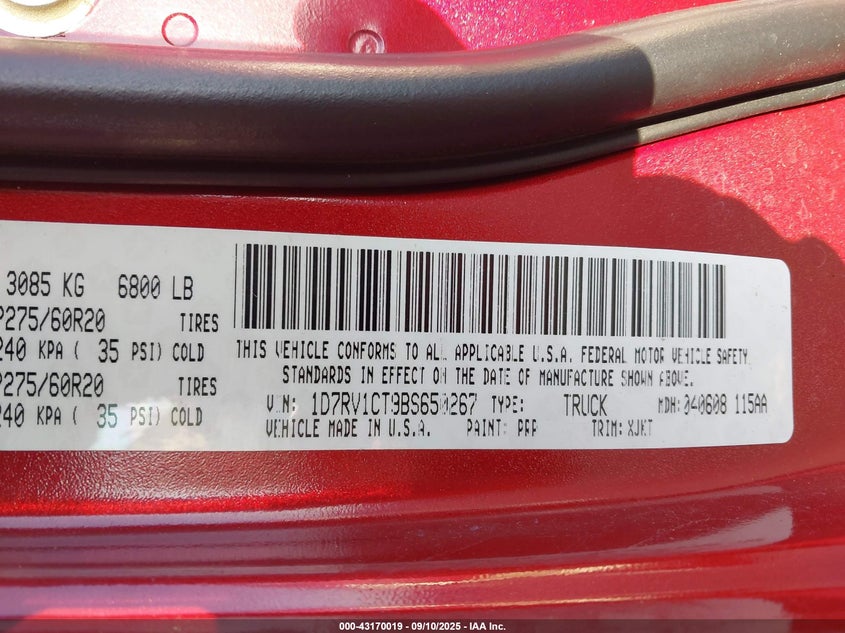 3085 KG 6800 LB
P275/60R20 TIRES
240 KPA ( 35 PSI) COLD
P275/60R20 TIRES
240 KPA ( 35 PSI) COLD
THIS VEHICLE CONFORMS TO ALL APPLICABLE U.S.A. FEDERAL MOTOR VEHICLE SAFETY
STANDARDS IN EFFECT ON THE DATE OF MANUFACTURE SHOWN ABOVE.
VIN: 1D7RV1CT9BS650267 TYPE: TRUCK MDH: 040608 115AA
VEHICLE MADE IN U.S.A. PAINT: PRP TRIM: XJKT
000-43170019 - 09/10/2025 - IAA Inc.